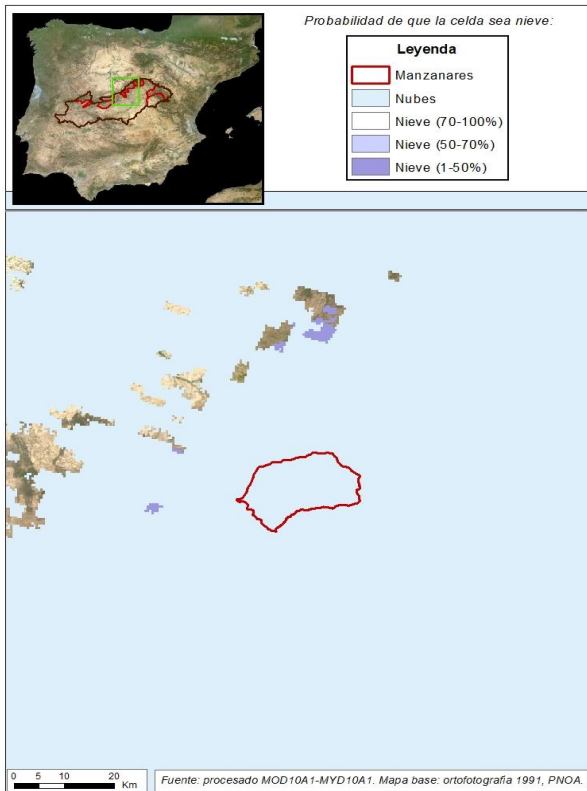 Probabilidad de que la celda sea nieve:
Leyenda
Manzanares
Nubes
Nieve (70-100%)
Nieve (50-70%)
Nieve (1-50%)
0 5 10 20
Km
Fuente: procesado MOD10A1-MYD10A1. Mapa base: ortofotografia 1991, PNOA.